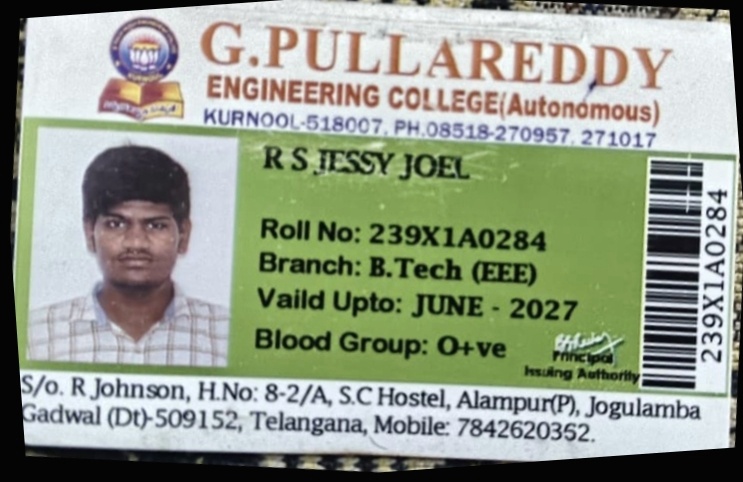 G.PULLAREDDY
ENGINEERING COLLEGE(Autonomous)
KURNOOL-518007, PH.08518-270957, 271017
R S JESSY JOEL
Roll No: 239X1A0284
Branch: B.Tech (EEE)
Vaild Upto: JUNE - 2027
Blood Group: O+ve
Principal
Issuing Authority
239X1A0284
S/o. R Johnson, H.No: 8-2/A, S.C Hostel, Alampur(P), Jogulamba
Gadwal (Dt)-509152, Telangana, Mobile: 7842620352.